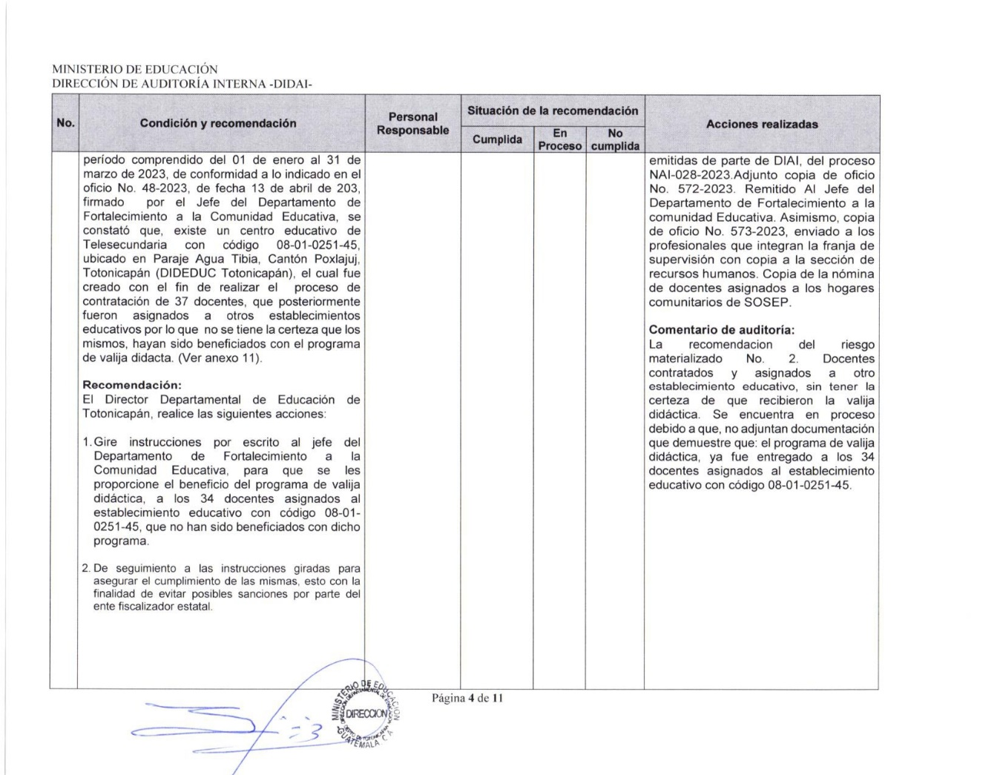 MINISTERIO DE EDUCACIÓN
DIRECCIÓN DE AUDITORÍA INTERNA -DIDAI-
No.
Condición y recomendación
Personal
Responsable
Situación de la recomendación
Cumplida
En
Proceso
No
cumplida
Acciones realizadas
período comprendido del 01 de enero al 31 de
marzo de 2023, de conformidad a lo indicado en el
oficio No. 48-2023, de fecha 13 de abril de 203,
firmado por el Jefe del Departamento de
Fortalecimiento a la Comunidad Educativa, se
constató que, existe un centro educativo de
Telesecundaria con código 08-01-0251-45,
ubicado en Paraje Agua Tibia, Cantón Poxlajuj,
Totonicapán (DIDEDUC Totonicapán), el cual fue
creado con el fin de realizar el proceso de
contratación de 37 docentes, que posteriormente
fueron asignados a otros establecimientos
educativos por lo que no se tiene la certeza que los
mismos, hayan sido beneficiados con el programa
de valija didacta. (Ver anexo 11).
Recomendación:
El Director Departamental de Educación de
Totonicapán, realice las siguientes acciones:
1. Gire instrucciones por escrito al jefe del
Departamento de Fortalecimiento a la
Comunidad Educativa, para que se les
proporcione el beneficio del programa de valija
didáctica, a los 34 docentes asignados al
establecimiento educativo con código 08-01-
0251-45, que no han sido beneficiados con dicho
programa.
2. De seguimiento a las instrucciones giradas para
asegurar el cumplimiento de las mismas, esto con la
finalidad de evitar posibles sanciones por parte del
ente fiscalizador estatal.
emitidas de parte de DIAI, del proceso
NAI-028-2023.Adjunto copia de oficio
No. 572-2023. Remitido Al Jefe del
Departamento de Fortalecimiento a la
comunidad Educativa. Asimismo, copia
de oficio No. 573-2023, enviado a los
profesionales que integran la franja de
supervisión con copia a la sección de
recursos humanos. Copia de la nómina
de docentes asignados a los hogares
comunitarios de SOSEP.
Comentario de auditoría:
La recomendacion del riesgo
materializado No. 2. Docentes
contratados y asignados a otro
establecimiento educativo, sin tener la
certeza de que recibieron la valija
didáctica. Se encuentra en proceso
debido a que, no adjuntan documentación
que demuestre que: el programa de valija
didáctica, ya fue entregado a los 34
docentes asignados al establecimiento
educativo con código 08-01-0251-45.
Página 4 de 11
MINISTERIO DE EDUCACION
DIRECCION
GUATEMALA, C. A.